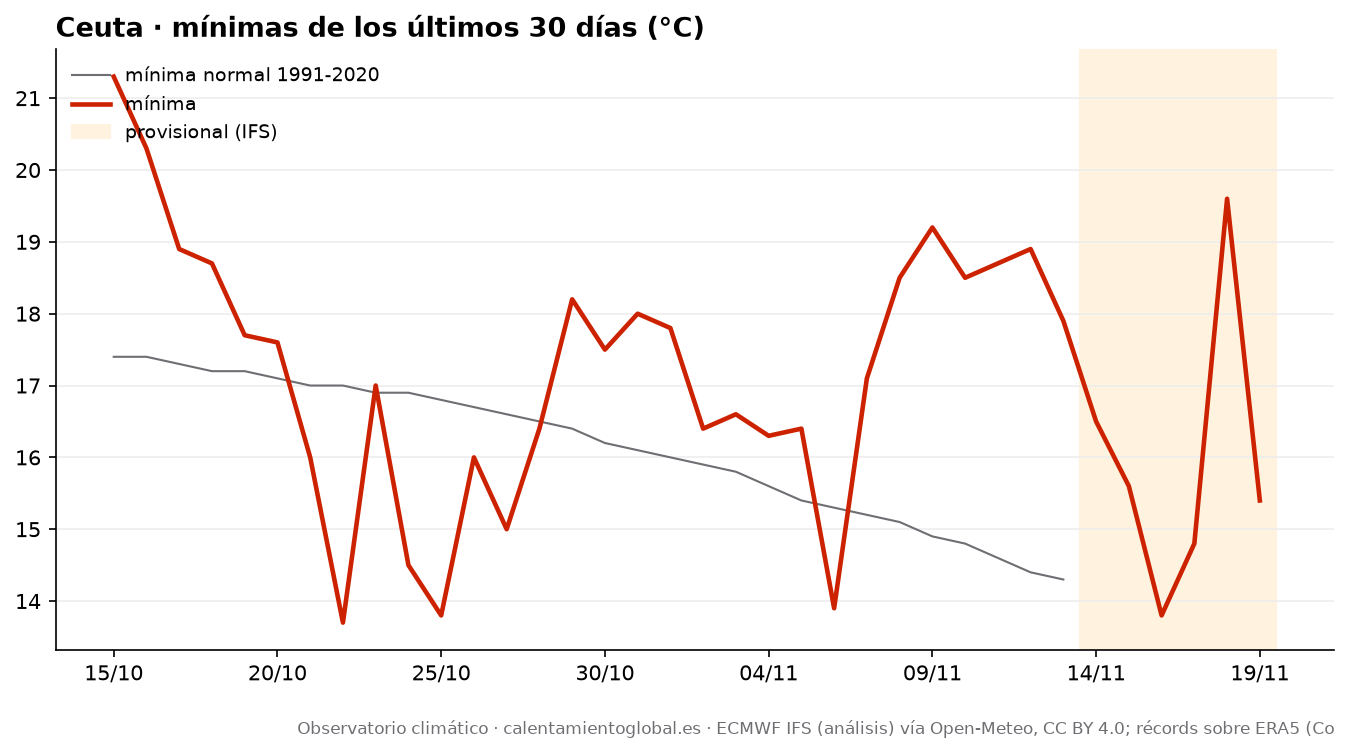 Ceuta · mínimas de los últimos 30 días (°C)
mínima normal 1991-2020
mínima
provisional (IFS)
21
20
19
18
17
16
15
14
15/10 20/10 25/10 30/10 04/11 09/11 14/11 19/11
Observatorio climático · calentamientoglobal.es · ECMWF IFS (análisis) vía Open-Meteo, CC BY 4.0; récords sobre ERA5 (Co